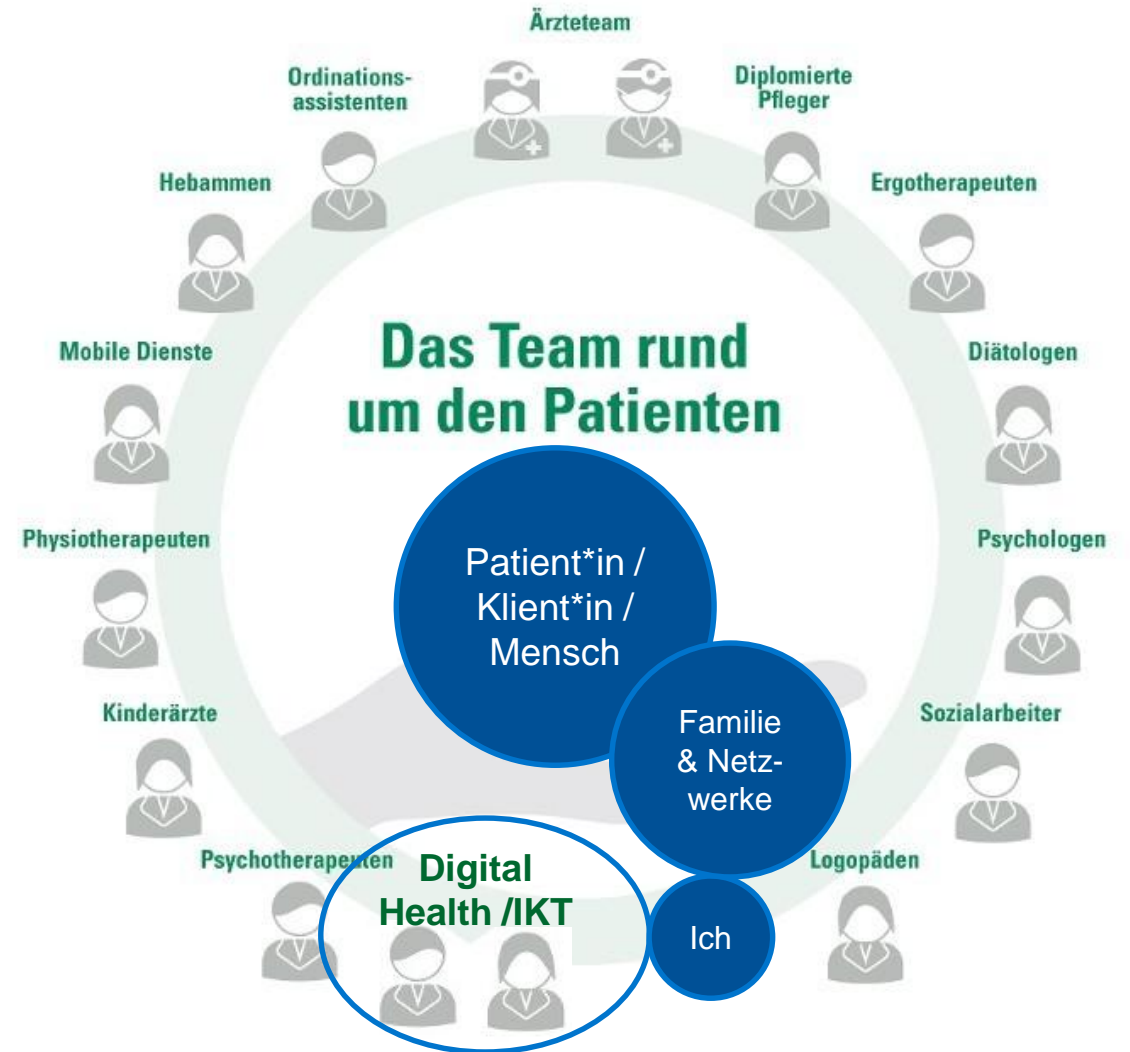 Ärzteteam
Ordinations-
assistenten
Diplomierte
Pfleger
Hebammen
Ergotherapeuten
Mobile Dienste
Das Team rund
um den Patienten
Diätologen
Physiotherapeuten
Patient*in /
Klient*in /
Mensch
Psychologen
Kinderärzte
Familie
& Netz-
werke
Sozialarbeiter
Psychotherapeuten
Digital
Health /IKT
Logopäden
Ich